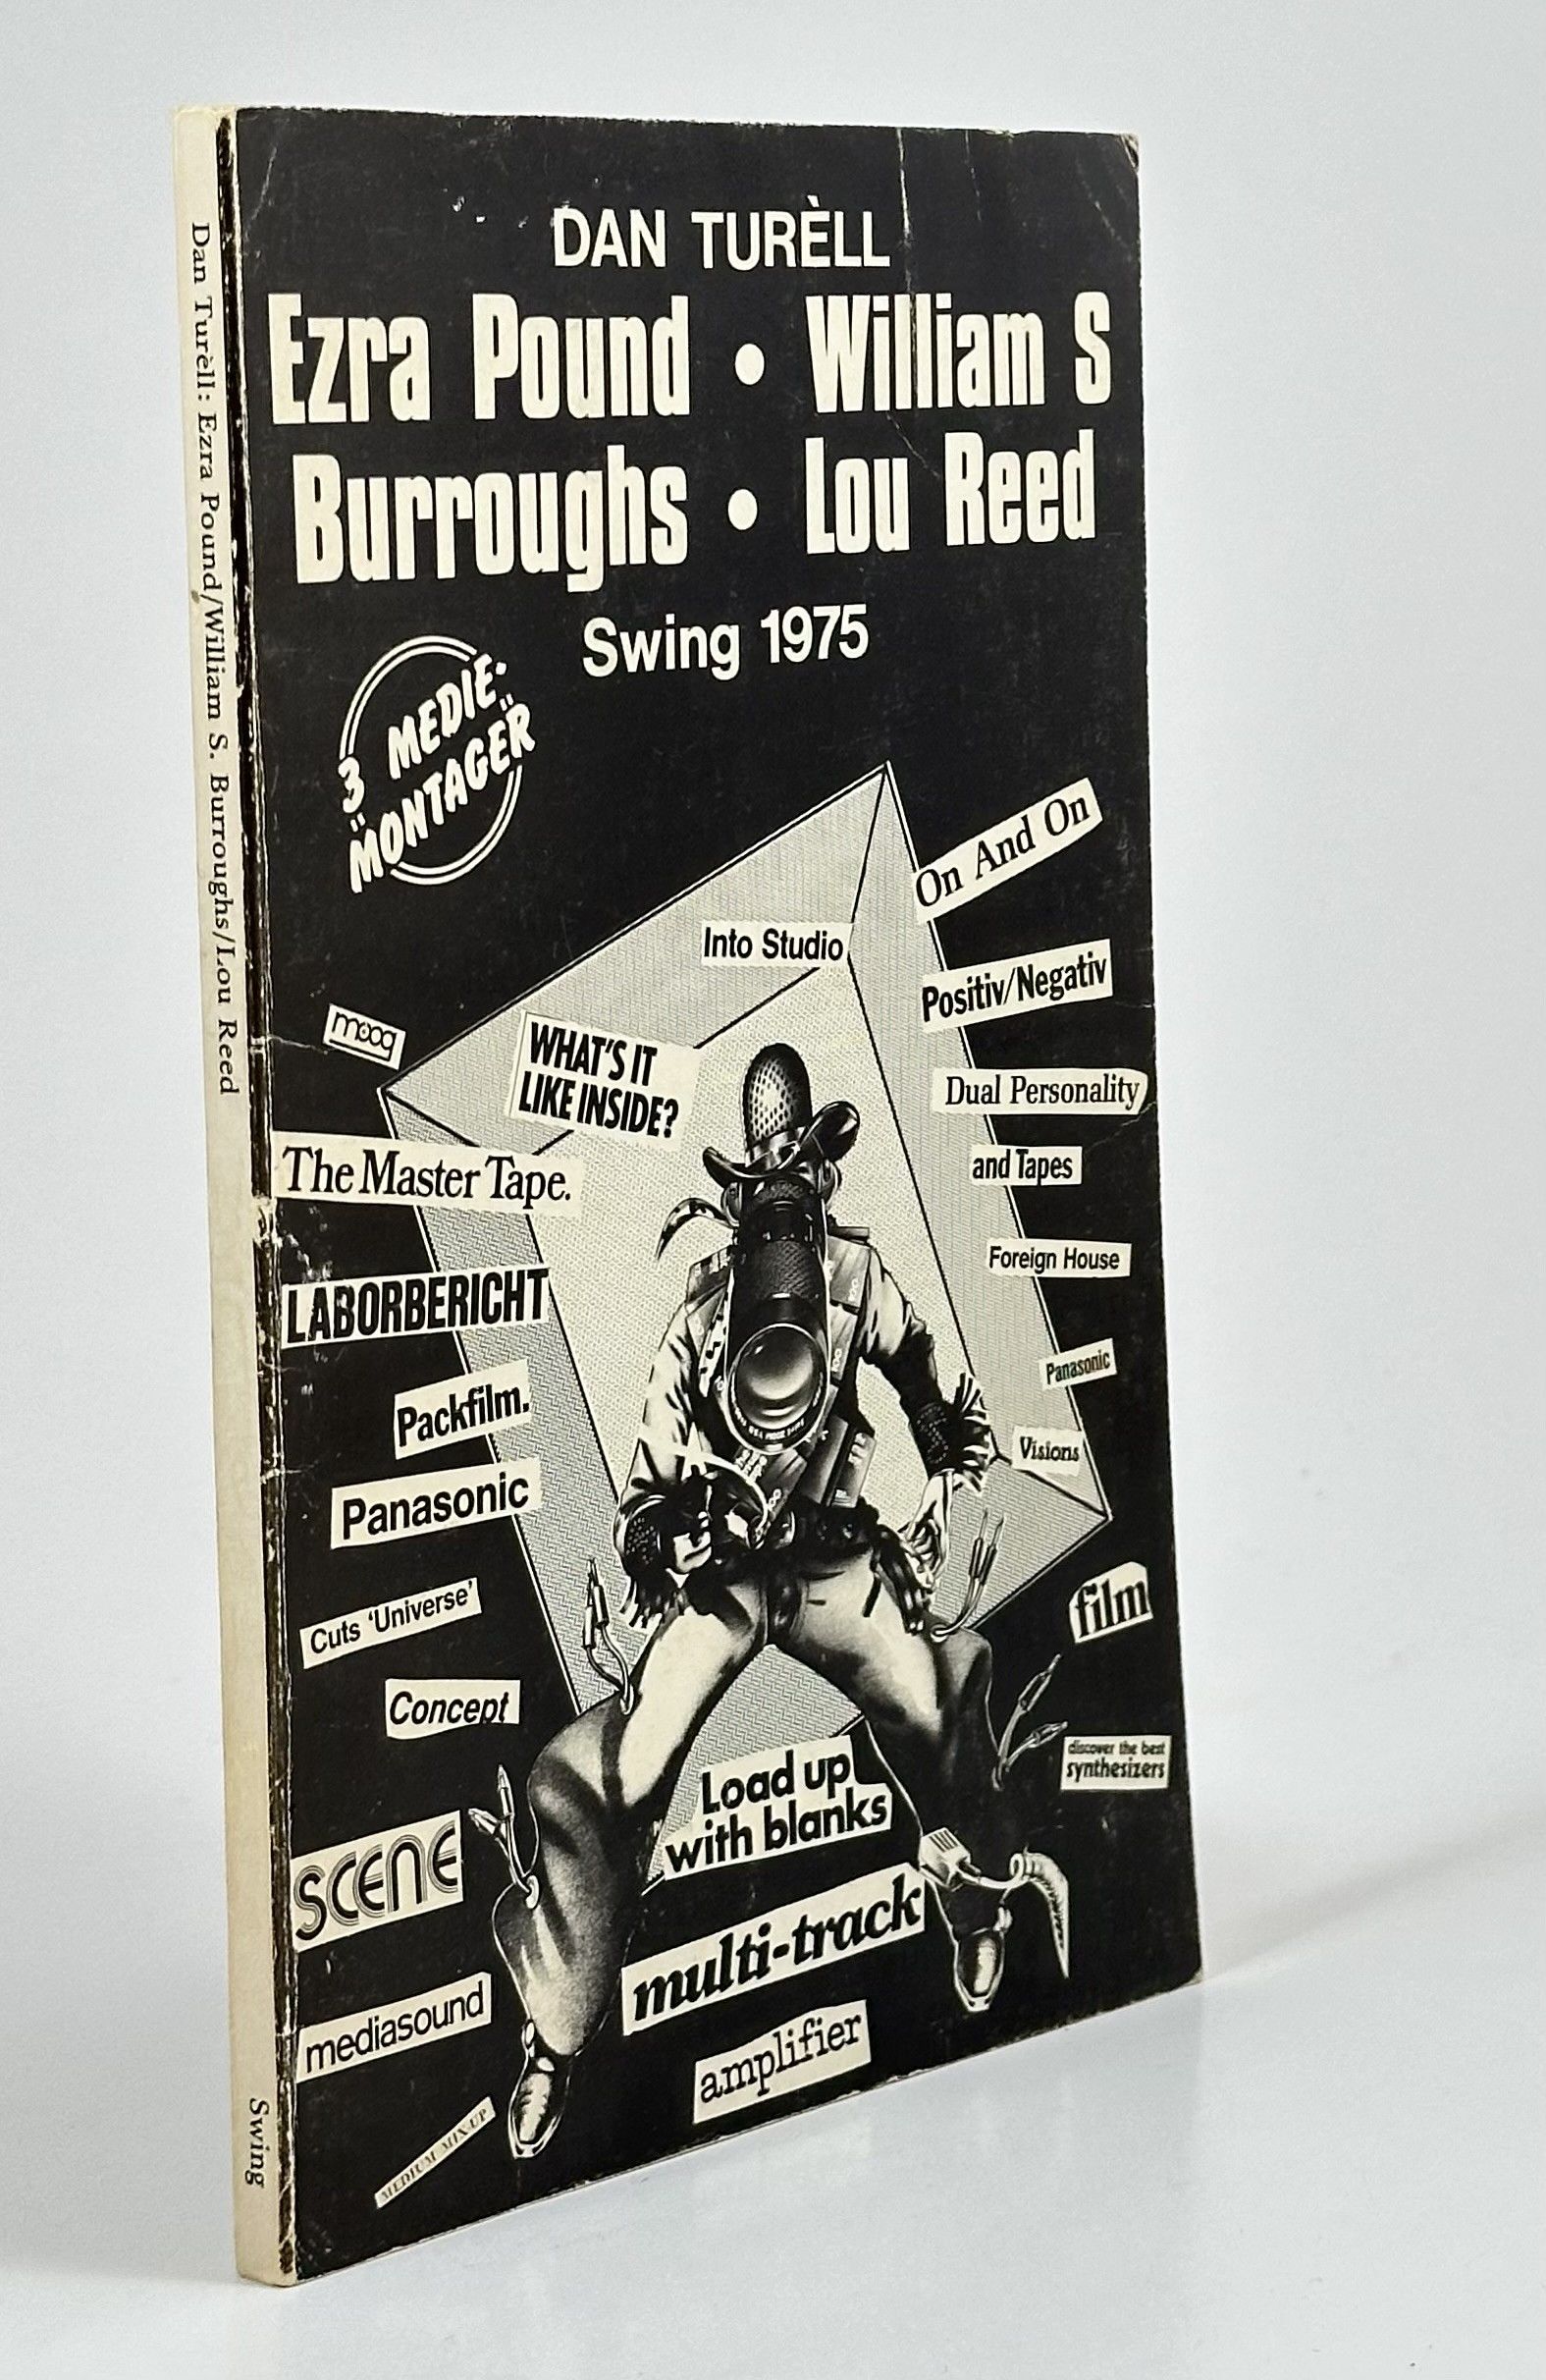 Dan Turèll: Ezra Pound/William S. Burroughs/Lou Reed
Swing
DAN TURÈLL
Ezra Pound • William S
Burroughs • Lou Reed
Swing 1975
3 MEDIE-
"MONTAGER"
On And On
Into Studio
Positiv/Negativ
moog
WHAT'S IT
LIKE INSIDE?
Dual Personality
The Master Tape.
and Tapes
Foreign House
LABORBERICHT
Panasonic
Packfilm.
Visions
Panasonic
Cuts 'Universe'
film
Concept
discover the best
synthesizers
Load up
with blanks
SCENE
multi-track
mediasound
amplifier
MEDIUM MIX-UP